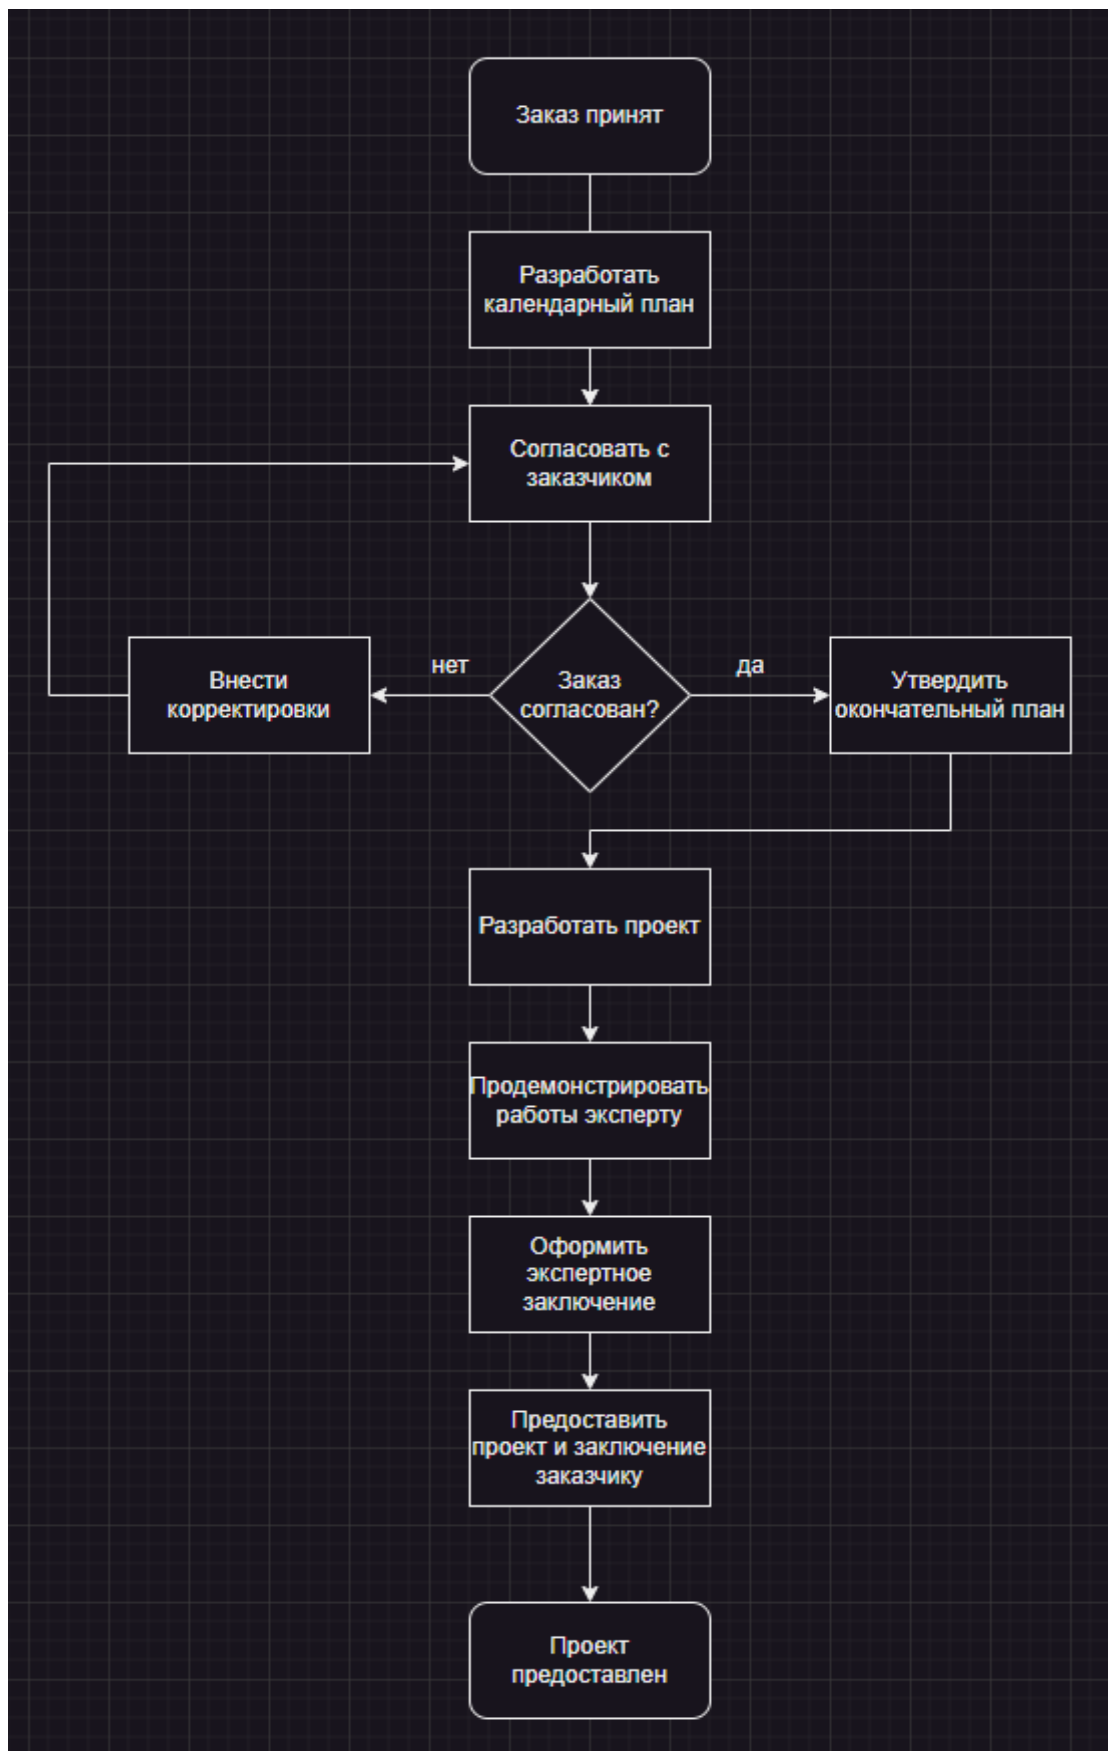 Заказ принят
Разработать
календарный план
Согласовать с
заказчиком
нет
да
Внести
корректировки
Заказ
согласован?
Утвердить
окончательный план
Разработать проект
Продемонстрировать
работы эксперту
Оформить
экспертное
заключение
Предоставить
проект и заключение
заказчику
Проект
предоставлен